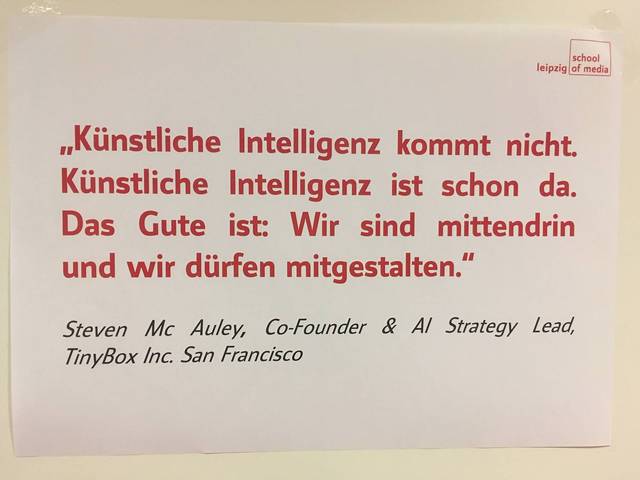 school
leipzig of media
„Künstliche Intelligenz kommt nicht.
Künstliche Intelligenz ist schon da.
Das Gute ist: Wir sind mittendrin
und wir dürfen mitgestalten.“
Steven Mc Auley, Co-Founder & AI Strategy Lead,
TinyBox Inc. San Francisco